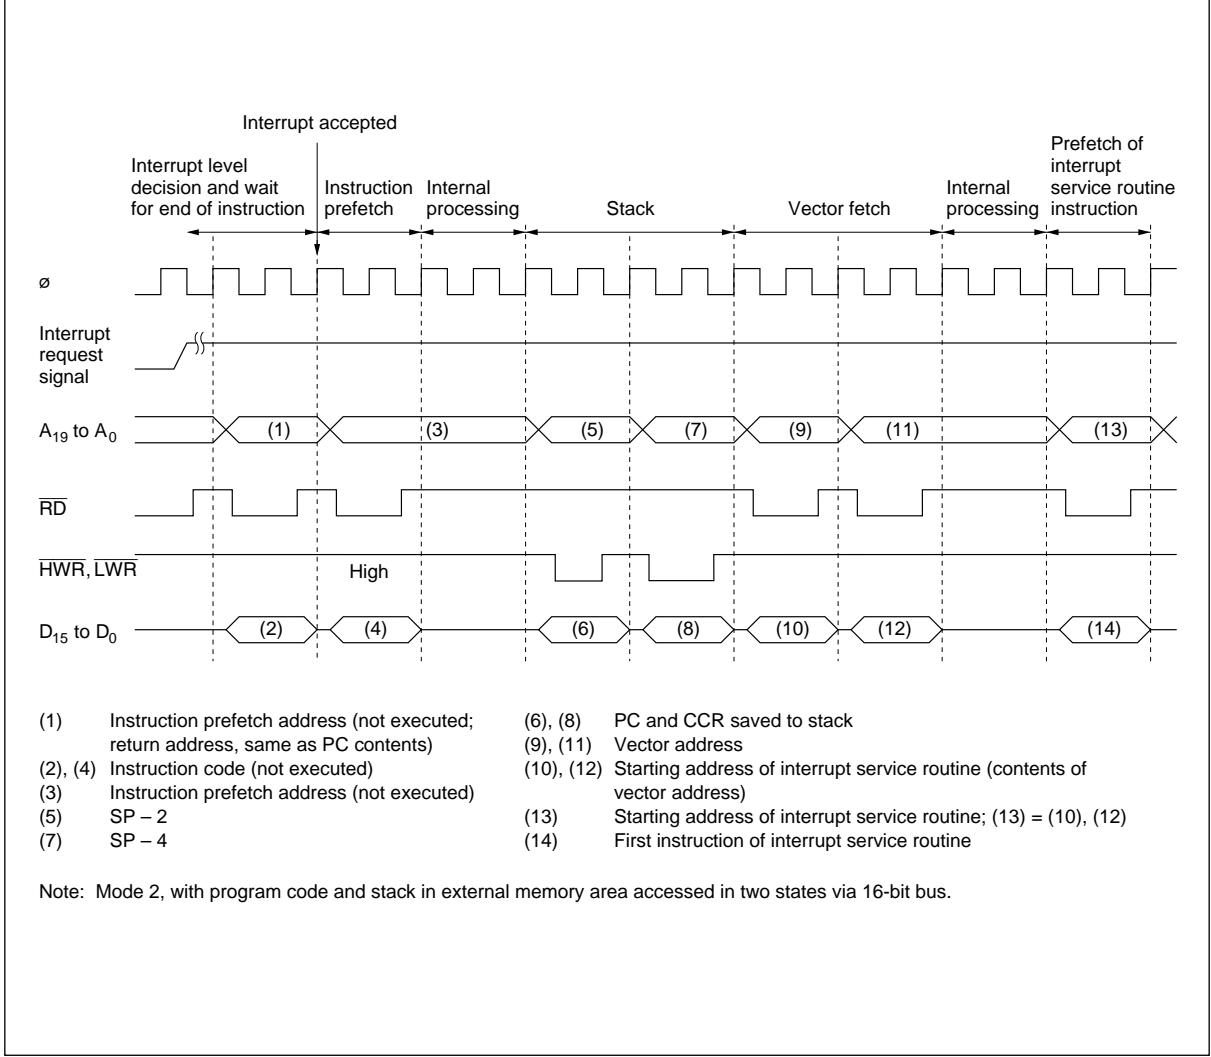 Interrupt accepted
Interrupt level
decision and wait
for end of instruction
Instruction
prefetch
Internal
processing
Stack
Vector fetch
Internal
processing
Prefetch of
interrupt
service routine
instruction
ø
Interrupt
request
signal
A19 to A0
(1)
(3)
(5)
(7)
(9)
(11)
(13)
RD
HWR, LWR
High
D15 to D0
(2)
(4)
(6)
(8)
(10)
(12)
(14)
(1) Instruction prefetch address (not executed;
return address, same as PC contents)
(2), (4) Instruction code (not executed)
(3) Instruction prefetch address (not executed)
(5) SP – 2
(7) SP – 4
(6), (8) PC and CCR saved to stack
(9), (11) Vector address
(10), (12) Starting address of interrupt service routine (contents of
vector address)
(13) Starting address of interrupt service routine; (13) = (10), (12)
(14) First instruction of interrupt service routine
Note: Mode 2, with program code and stack in external memory area accessed in two states via 16-bit bus.